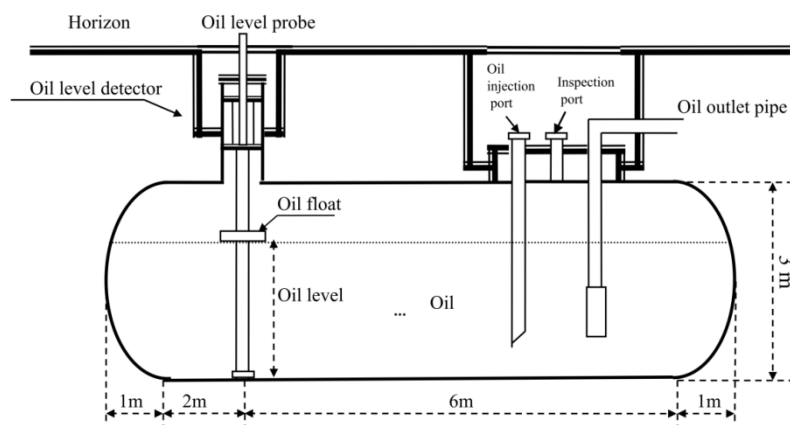 Horizon
Oil level probe
Oil level detector
Oil
injection
port
Inspection
port
Oil outlet pipe
Oil float
Oil level
...
Oil
3 m
1m
2m
6m
1m